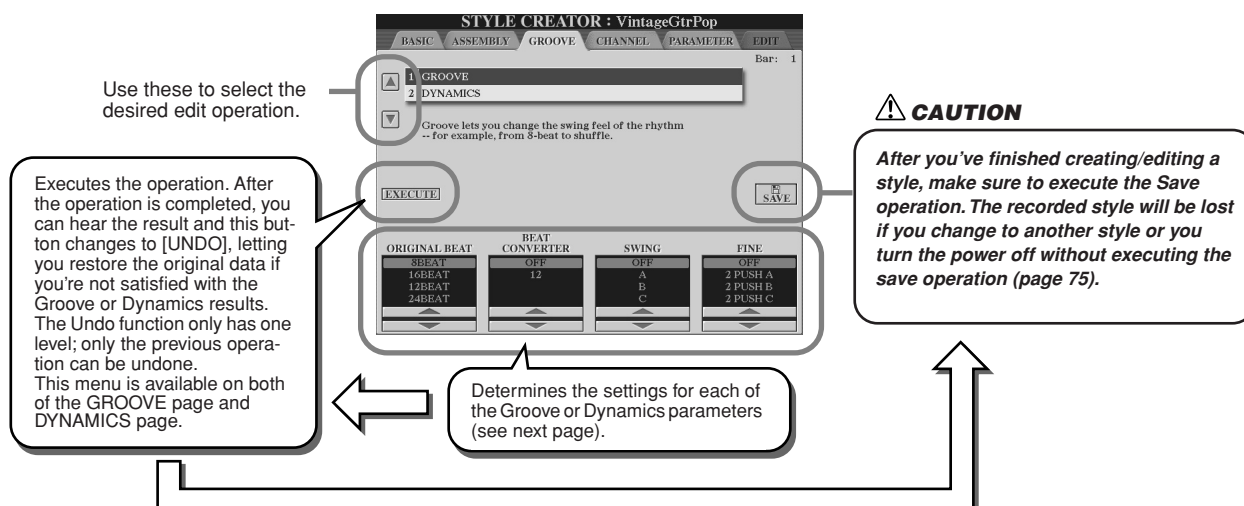 STYLE CREATOR : VintageGtrPop
BASIC ASSEMBLY GROOVE CHANNEL PARAMETER EDIT
Bar: 1
1 GROOVE
2 DYNAMICS
Groove lets you change the swing feel of the rhythm
-- for example, from 8-beat to shuffle.
EXECUTE
SAVE
ORIGINAL BEAT
BEAT
CONVERTER
SWING
FINE
8BEAT OFF OFF OFF
16BEAT 12 A 2 PUSH A
12BEAT B 2 PUSH B
24BEAT C 2 PUSH C
Use these to select the
desired edit operation.
Executes the operation. After
the operation is completed, you
can hear the result and this but-
ton changes to [UNDO], letting
you restore the original data if
you're not satisfied with the
Groove or Dynamics results.
The Undo function only has one
level; only the previous opera-
tion can be undone.
This menu is available on both
of the GROOVE page and
DYNAMICS page.
Determines the settings for each of
the Groove or Dynamics parameters
(see next page).
CAUTION
After you've finished creating/editing a
style, make sure to execute the Save
operation. The recorded style will be lost
if you change to another style or you
turn the power off without executing the
save operation (page 75).